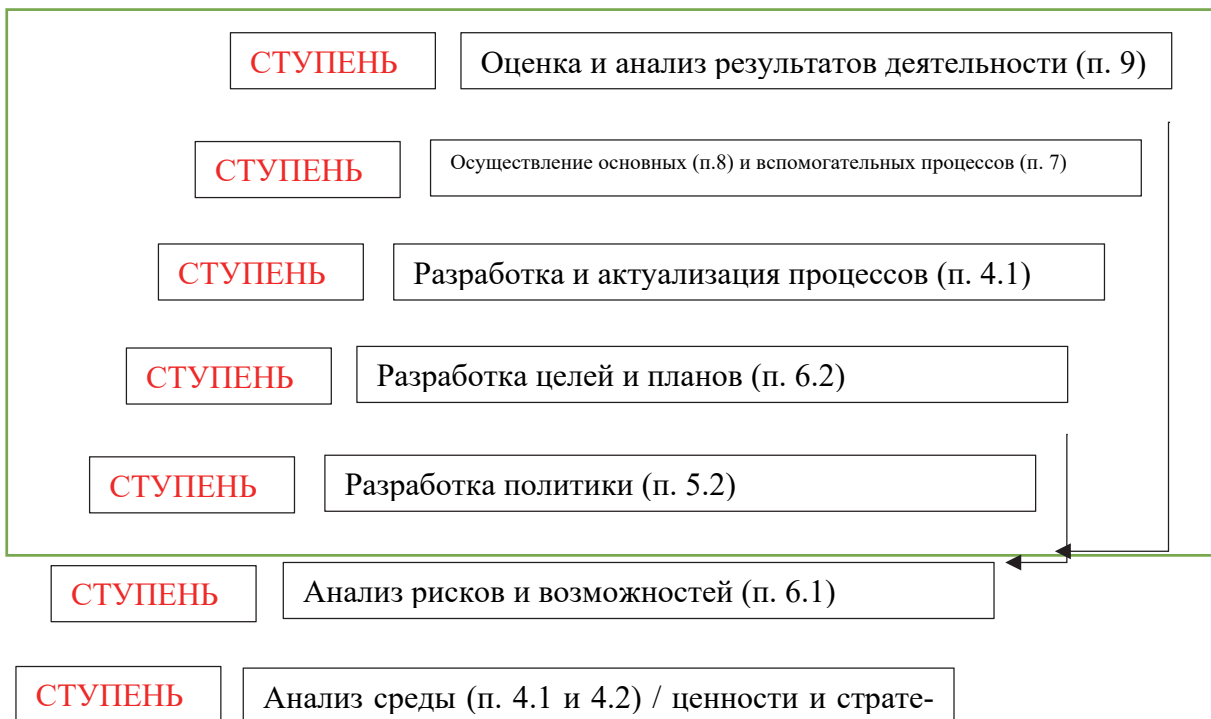 СТУПЕНЬ Оценка и анализ результатов деятельности (п. 9)
СТУПЕНЬ Осуществление основных (п.8) и вспомогательных процессов (п. 7)
СТУПЕНЬ Разработка и актуализация процессов (п. 4.1)
СТУПЕНЬ Разработка целей и планов (п. 6.2)
СТУПЕНЬ Разработка политики (п. 5.2)
СТУПЕНЬ Анализ рисков и возможностей (п. 6.1)
СТУПЕНЬ Анализ среды (п. 4.1 и 4.2) / ценности и страте-